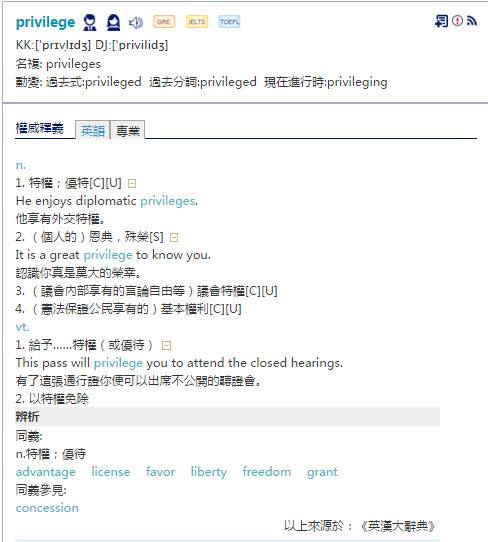 privilege GRE IELTS TOEFL
KK:[ˋprɪvḷɪdʒ] DJ:[ˈprivilidʒ]
名複: privileges
動變: 過去式:privileged 過去分詞:privileged 現在進行時:privileging
權威釋義 英語 專業
n.
1. 特權；優特[C][U]
He enjoys diplomatic privileges.
他享有外交特權。
2. （個人的）恩典，殊榮[S]
It is a great privilege to know you.
認識你真是莫大的榮幸。
3. （議會內部享有的言論自由等）議會特權[C][U]
4. （憲法保證公民享有的）基本權利[C][U]
vt.
1. 給予……特權（或優待）
This pass will privilege you to attend the closed hearings.
有了這張通行證你便可以出席不公開的聽證會。
2. 以特權免除
辨析
同義:
n.特權；優待
advantage license favor liberty freedom grant
同義參見:
concession
以上來源於：《英漢大辭典》